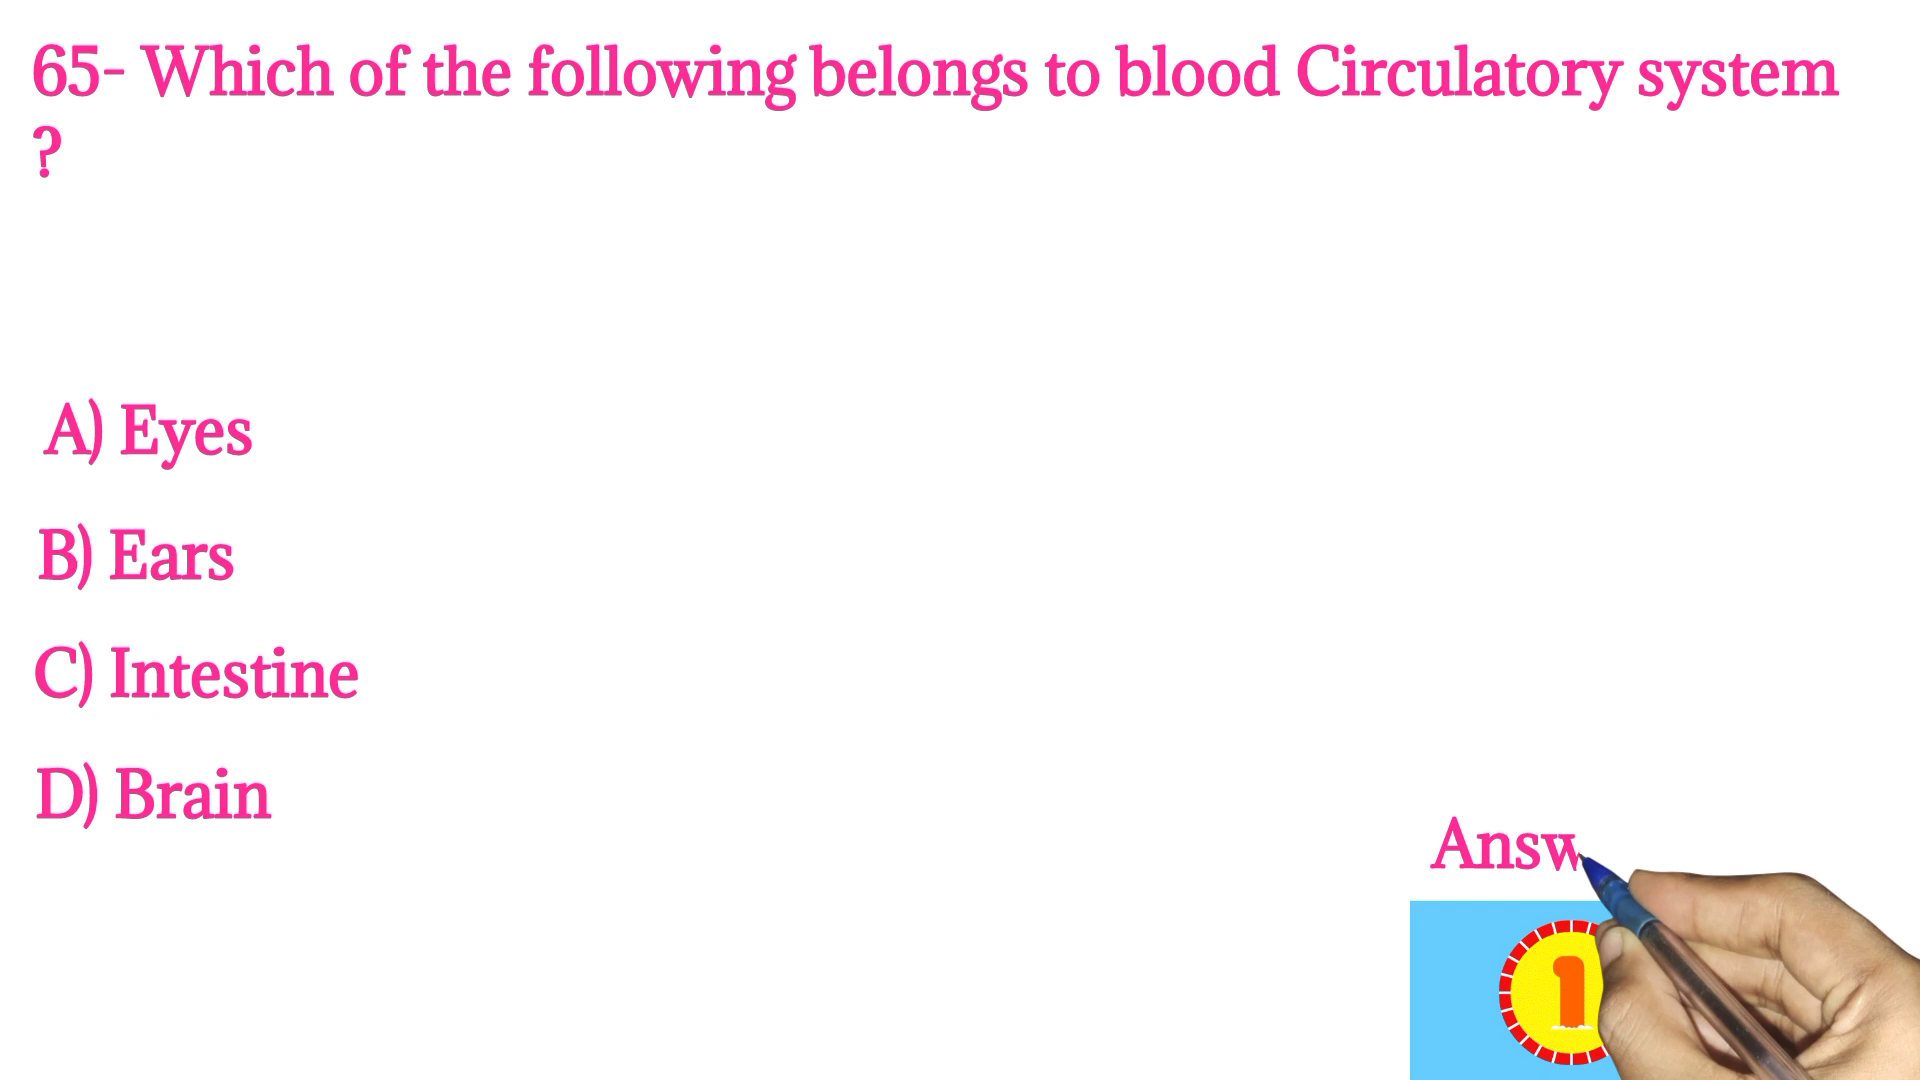 65- Which of the following belongs to blood Circulatory system
?
A) Eyes
B) Ears
C) Intestine
D) Brain
Answ
1